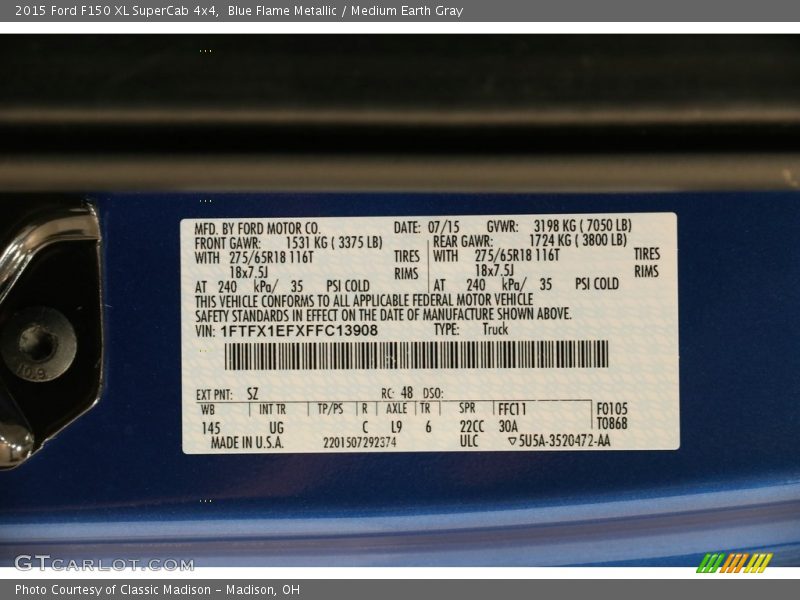 2015 Ford F150 XL SuperCab 4x4, Blue Flame Metallic / Medium Earth Gray
MFD. BY FORD MOTOR CO. DATE: 07/15 GVWR: 3198 KG ( 7050 LB)
FRONT GAWR: 1531 KG ( 3375 LB) REAR GAWR: 1724 KG ( 3800 LB)
WITH 275/65R18 116T TIRES WITH 275/65R18 116T TIRES
18x7.5J RIMS 18x7.5J RIMS
AT 240 kPa/ 35 PSI COLD AT 240 kPa/ 35 PSI COLD
THIS VEHICLE CONFORMS TO ALL APPLICABLE FEDERAL MOTOR VEHICLE
SAFETY STANDARDS IN EFFECT ON THE DATE OF MANUFACTURE SHOWN ABOVE.
VIN: 1FTFX1EFXFFC13908 TYPE: Truck
EXT PNT: SZ RC: 48 DSO:
WB INT TR TP/PS R AXLE TR SPR FFC11 F0105
145 UG C L9 6 22CC 30A T0868
MADE IN U.S.A. 2201507292374 ULC ▽5U5A-3520472-AA
10.9
GTCARLOT.COM
Photo Courtesy of Classic Madison - Madison, OH